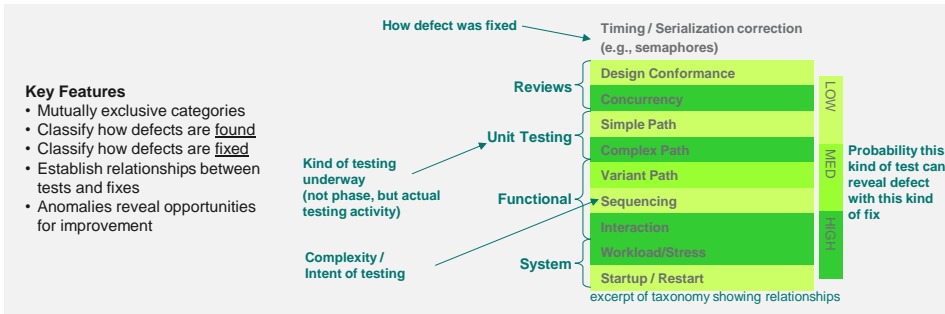 How defect was fixed
Timing / Serialization correction
(e.g., semaphores)
Key Features
• Mutually exclusive categories
• Classify how defects are found
• Classify how defects are fixed
• Establish relationships between
tests and fixes
• Anomalies reveal opportunities
for improvement
Kind of testing
underway
(not phase, but actual
testing activity)
Complexity /
Intent of testing
Reviews
Unit Testing
Functional
System
Design Conformance
Concurrency
Simple Path
Complex Path
Variant Path
Sequencing
Interaction
Workload/Stress
Startup / Restart
excerpt of taxonomy showing relationships
LOW
MED
HIGH
Probability this
kind of test can
reveal defect
with this kind
of fix